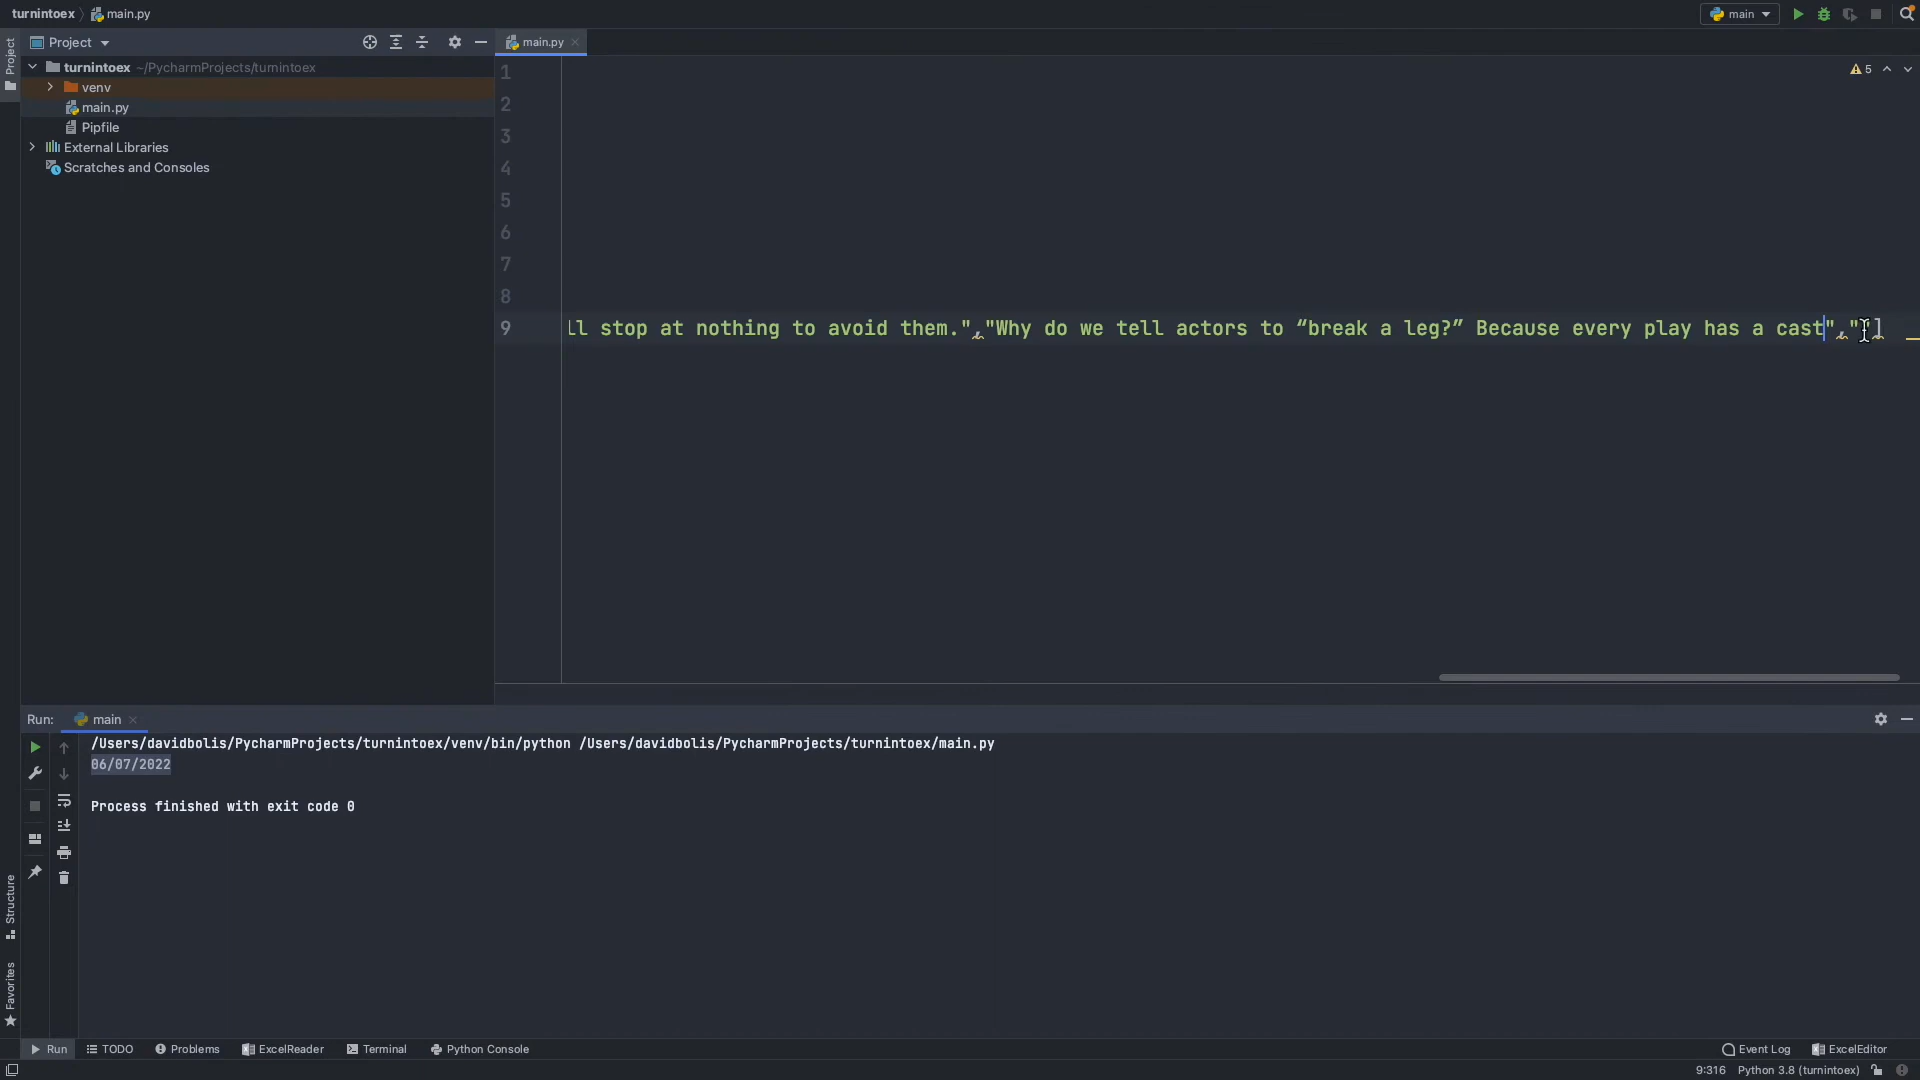 turnintoex main.py main
Project
Project main.py
turnintoex ~/PycharmProjects/turnintoex
venv
main.py
Pipfile
External Libraries
Scratches and Consoles
5
1
2
3
4
5
6
7
8
9 ll stop at nothing to avoid them.","Why do we tell actors to “break a leg?” Because every play has a cast",""]
Run: main
/Users/davidbolis/PycharmProjects/turnintoex/venv/bin/python /Users/davidbolis/PycharmProjects/turnintoex/main.py
06/07/2022
Process finished with exit code 0
Structure
Favorites
Run TODO Problems ExcelReader Terminal Python Console Event Log ExcelEditor
9:316 Python 3.8 (turnintoex)